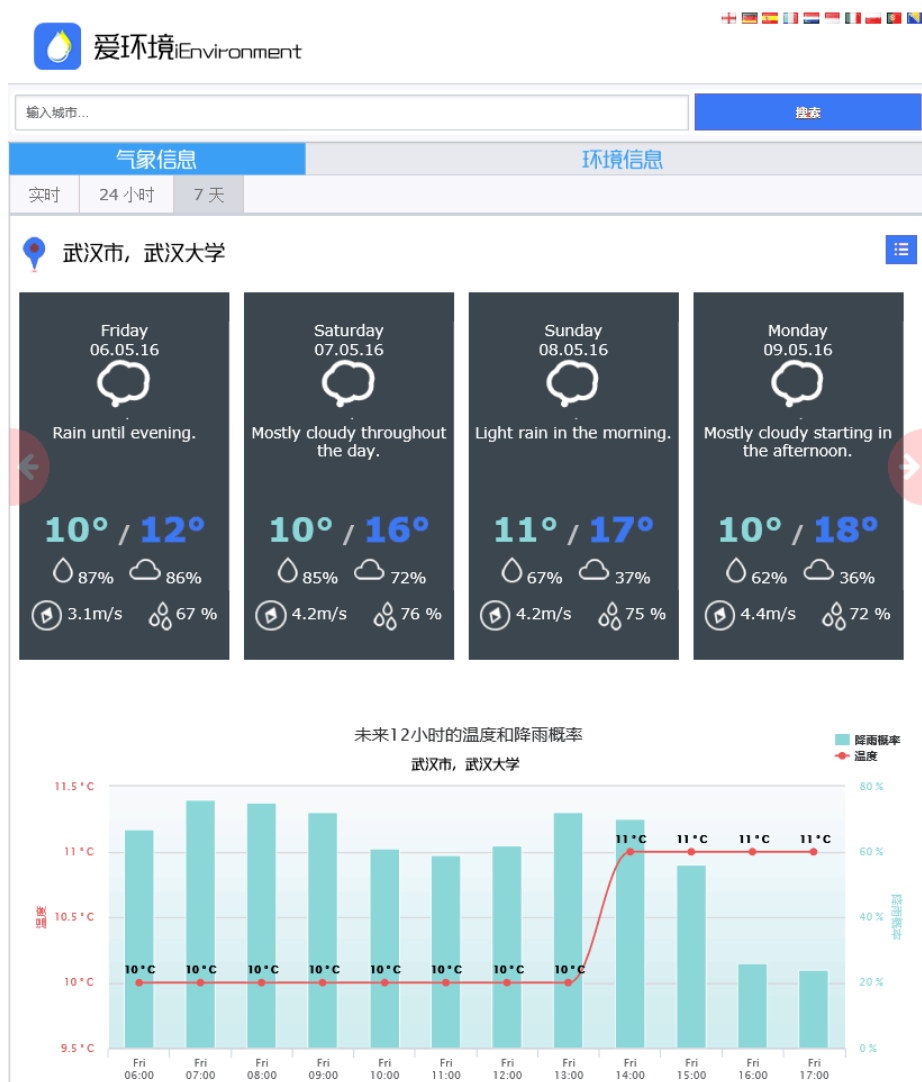 爱环境iEnvironment
输入城市...
搜索
气象信息
环境信息
实时
24 小时
7 天
武汉市，武汉大学
Friday
06.05.16
Rain until evening.
10° / 12°
87% 86%
3.1m/s 67 %
Saturday
07.05.16
Mostly cloudy throughout
the day.
10° / 16°
85% 72%
4.2m/s 76 %
Sunday
08.05.16
Light rain in the morning.
11° / 17°
67% 37%
4.2m/s 75 %
Monday
09.05.16
Mostly cloudy starting in
the afternoon.
10° / 18°
62% 36%
4.4m/s 72 %
未来12小时的温度和降雨概率
武汉市，武汉大学
降雨概率
温度
11.5°C
11°C
10.5°C
10°C
9.5°C
温度
10°C 10°C 10°C 10°C 10°C 10°C 10°C 10°C 11°C 11°C 11°C 11°C
80 %
60 %
40 %
20 %
0 %
降雨概率
Fri Fri Fri Fri Fri Fri Fri Fri Fri Fri Fri Fri
06:00 07:00 08:00 09:00 10:00 11:00 12:00 13:00 14:00 15:00 16:00 17:00